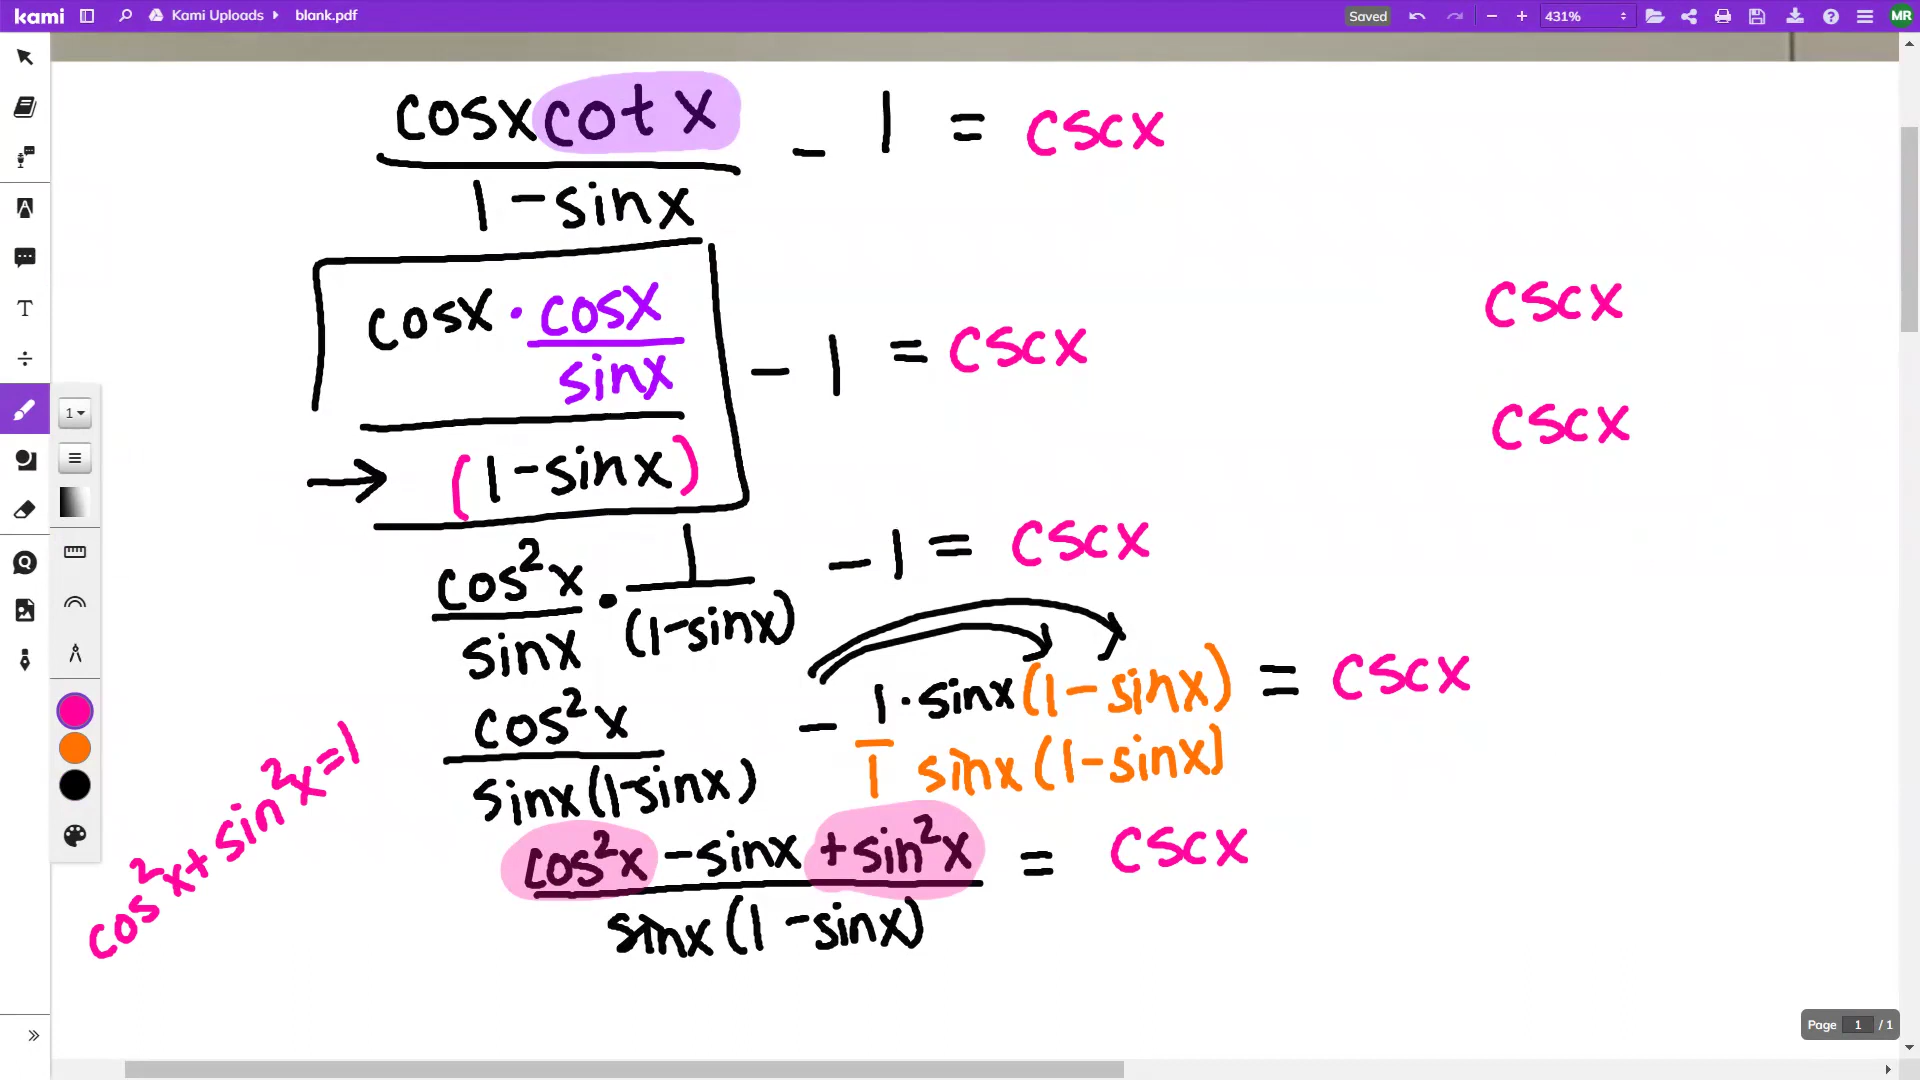 kami Kami Uploads blank.pdf Saved 431% MR
cosx cot x
1 - sinx
- 1 = cscx
cosx · cosx
sinx
(1 - sinx)
- 1 = cscx
cscx
cscx
cos²x / sinx · 1 / (1-sinx) - 1 = cscx
cos²x / sinx(1-sinx) - 1 · sinx(1-sinx) / 1 sinx(1-sinx) = cscx
cos²x + sin²x = 1
cos²x - sinx + sin²x = cscx
sinx(1 - sinx)
1
T
Page 1 / 1